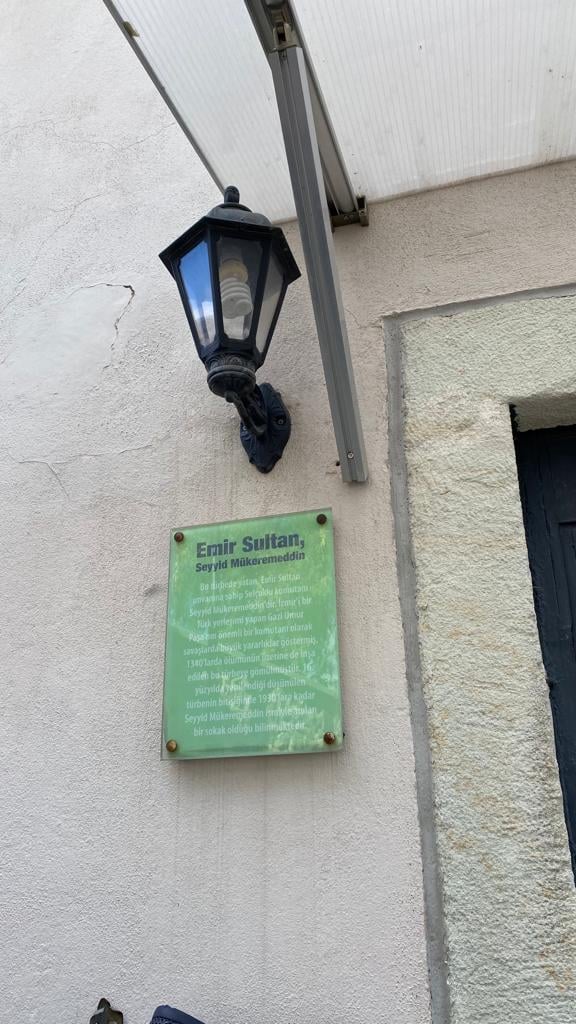 Emir Sultan,
Seyyid Mükeremeddin
Bu türbede yatan, Emir Sultan
unvanına sahip Selçuklu komutanı
Seyyid Mükeremeddin'dir. İzmir'i bir
Türk yerleşimi yapan Gazi Umur
Paşa'nın önemli bir komutanı olarak
savaşlarda büyük yararlıklar göstermiş,
1340'larda ölümünün üzerine de inşa
edilen bu türbeye gömülmüştür. 16.
yüzyılda yenilendiği düşünülen
türbenin bitişiğinde 1930'lara kadar
Seyyid Mükeremeddin ismiyle anılan
bir sokak olduğu bilinmektedir.